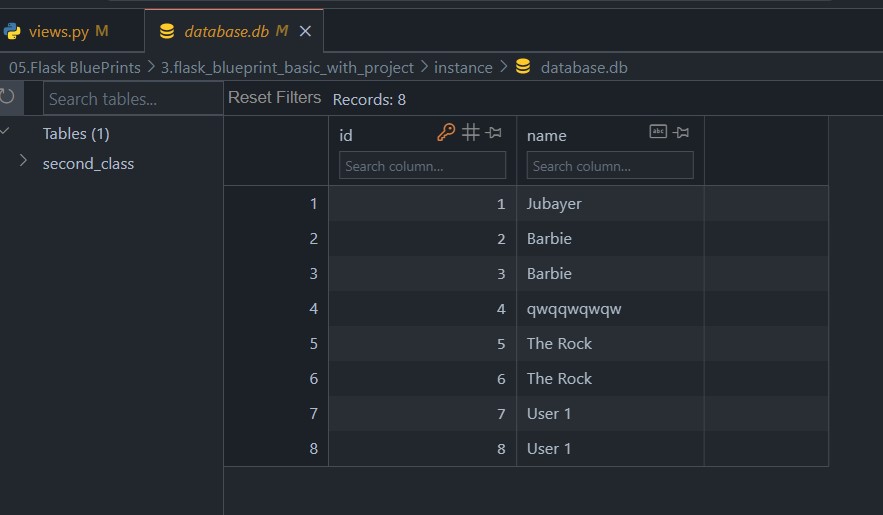 views.py M database.db M
05.Flask BluePrints > 3.flask_blueprint_basic_with_project > instance > database.db
Search tables... Reset Filters Records: 8
Tables (1) id name
Search column... Search column...
second_class
1 1 Jubayer
2 2 Barbie
3 3 Barbie
4 4 qwqqwqwqw
5 5 The Rock
6 6 The Rock
7 7 User 1
8 8 User 1